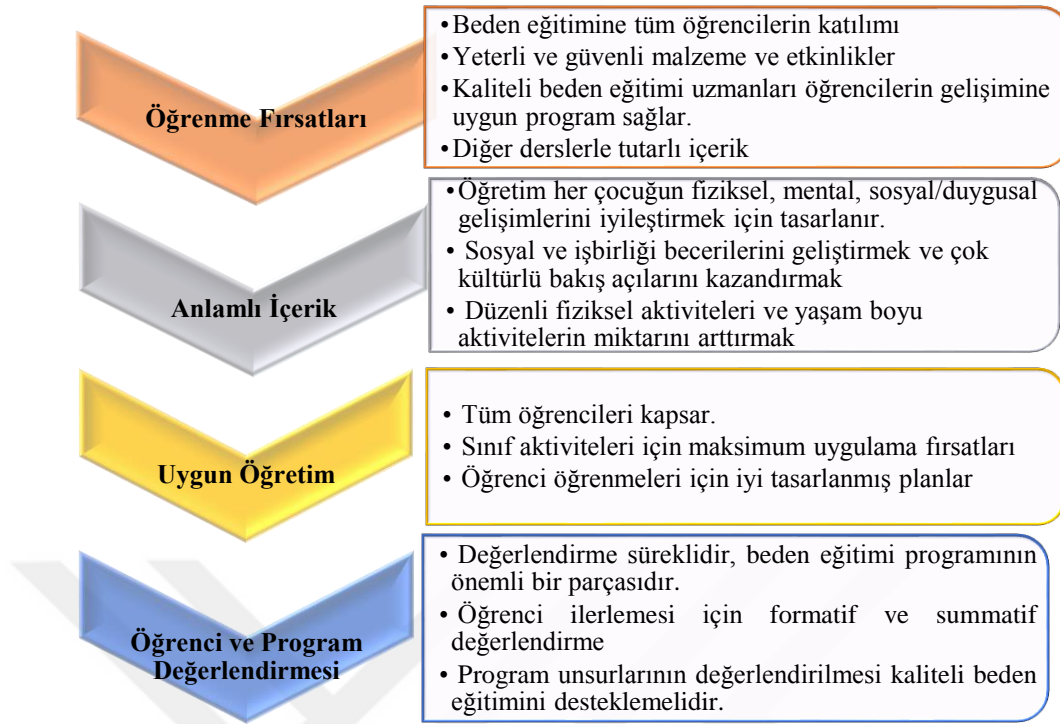 Öğrenme Fırsatları
•Beden eğitimine tüm öğrencilerin katılımı
•Yeterli ve güvenli malzeme ve etkinlikler
•Kaliteli beden eğitimi uzmanları öğrencilerin gelişimine
uygun program sağlar.
•Diğer derslerle tutarlı içerik
Anlamlı İçerik
•Öğretim her çocuğun fiziksel, mental, sosyal/duygusal
gelişimlerini iyileştirmek için tasarlanır.
• Sosyal ve işbirliği becerilerini geliştirmek ve çok
kültürlü bakış açılarını kazandırmak
• Düzenli fiziksel aktiviteleri ve yaşam boyu
aktivitelerin miktarını arttırmak
Uygun Öğretim
• Tüm öğrencileri kapsar.
• Sınıf aktiviteleri için maksimum uygulama fırsatları
• Öğrenci öğrenmeleri için iyi tasarlanmış planlar
Öğrenci ve Program
Değerlendirmesi
• Değerlendirme süreklidir, beden eğitimi programının
önemli bir parçasıdır.
• Öğrenci ilerlemesi için formatif ve summatif
değerlendirme
• Program unsurlarının değerlendirilmesi kaliteli beden
eğitimini desteklemelidir.